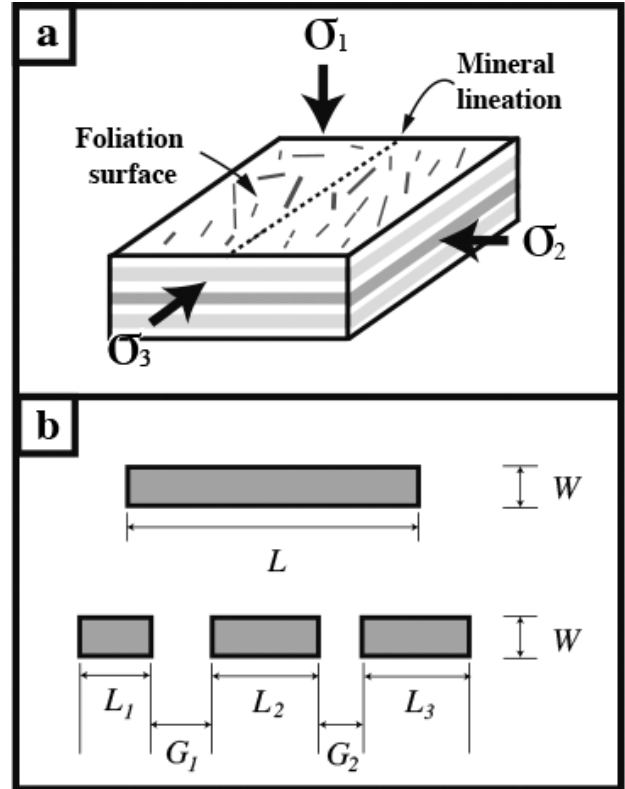 a
σ1
Mineral
lineation
Foliation
surface
σ2
σ3
b
W
L
W
L1
L2
L3
G1
G2